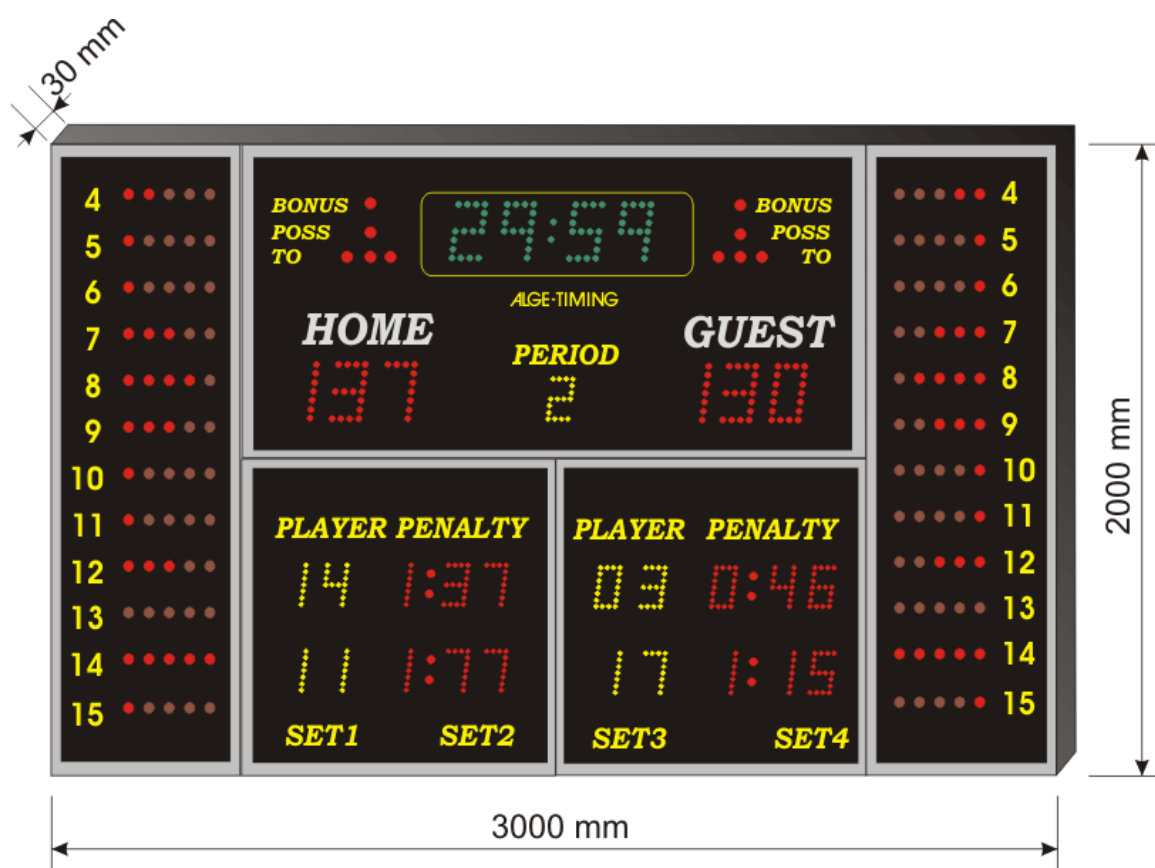 30 mm
4
5
6
7
8
9
10
11
12
13
14
15
BONUS
POSS
TO
29:59
BONUS
POSS
TO
ALGE-TIMING
HOME
GUEST
PERIOD
137
2
130
PLAYER PENALTY
14 1:37
11 1:77
SET1 SET2
PLAYER PENALTY
03 0:46
17 1:15
SET3 SET4
4
5
6
7
8
9
10
11
12
13
14
15
2000 mm
3000 mm